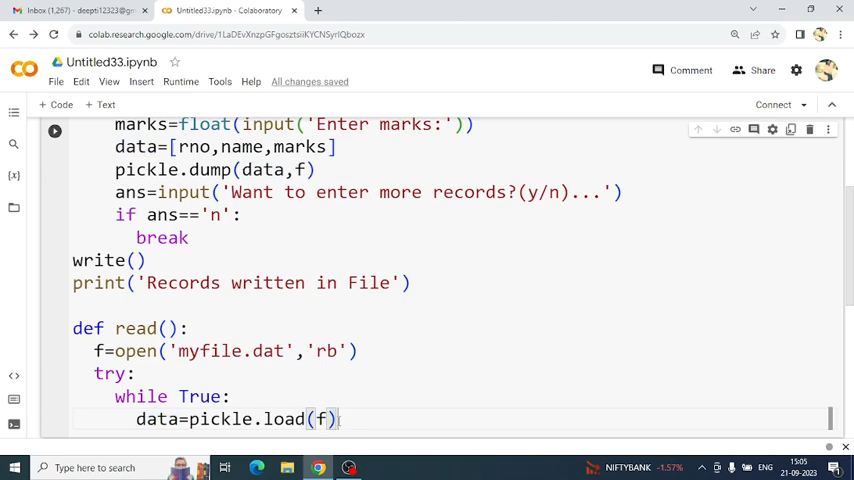 Inbox (1,267) - deepti12323@gm
Untitled33.ipynb - Colaboratory
colab.research.google.com/drive/1LaDEvXnzpGFgosztsiiKYCNSyrlQbozx
Untitled33.ipynb
File Edit View Insert Runtime Tools Help All changes saved
Comment Share
+ Code + Text
Connect
marks=float(input('Enter marks:'))
data=[rno,name,marks]
pickle.dump(data,f)
ans=input('Want to enter more records?(y/n)...')
if ans=='n':
break
write()
print('Records written in File')
def read():
f=open('myfile.dat','rb')
try:
while True:
data=pickle.load(f)
Type here to search
NIFTYBANK -1.57%
ENG
15:05
21-09-2023